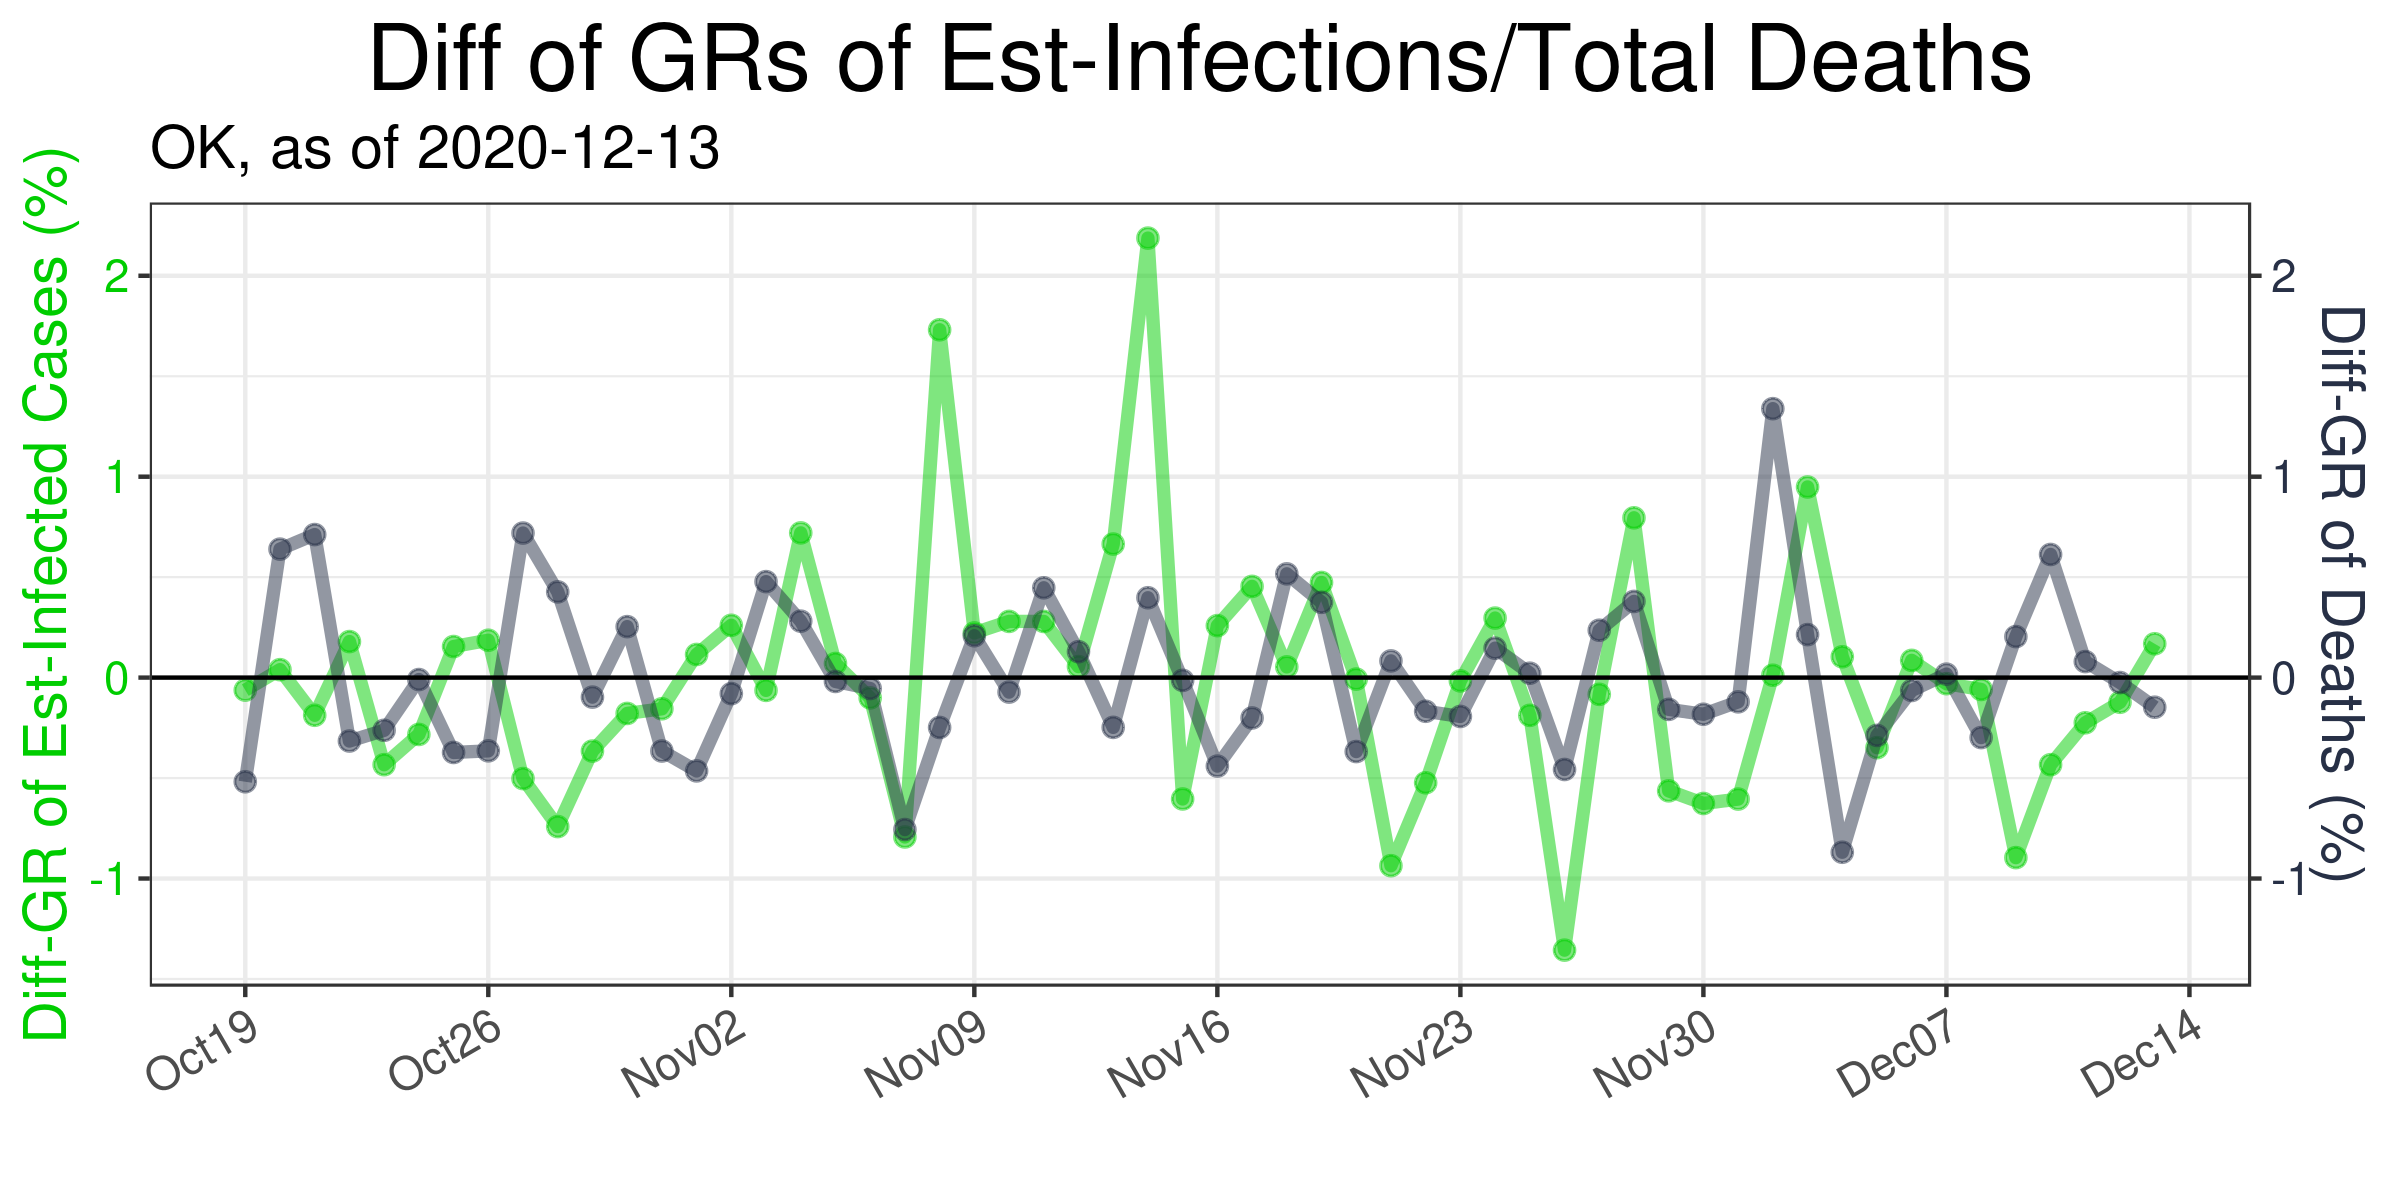 Diff of GRs of Est-Infections/Total Deaths
OK, as of 2020-12-13
Diff-GR of Est-Infected Cases (%)
2
1
0
-1
2
1
0
-1
Diff-GR of Deaths (%)
Oct19
Oct26
Nov02
Nov09
Nov16
Nov23
Nov30
Dec07
Dec14